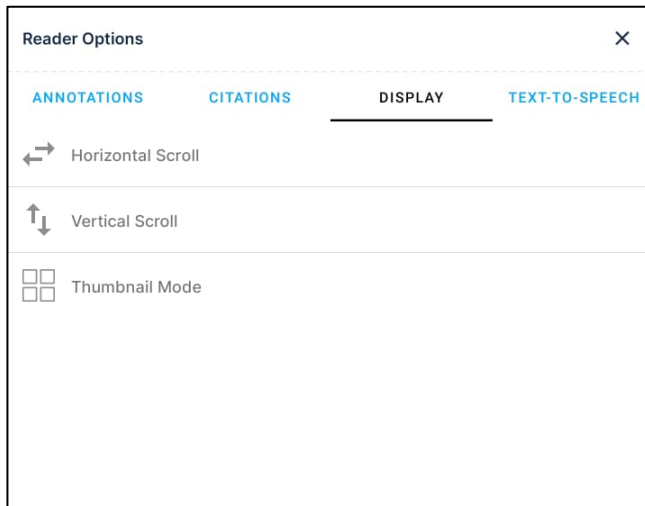 Reader Options
ANNOTATIONS CITATIONS DISPLAY TEXT-TO-SPEECH
Horizontal Scroll
Vertical Scroll
Thumbnail Mode